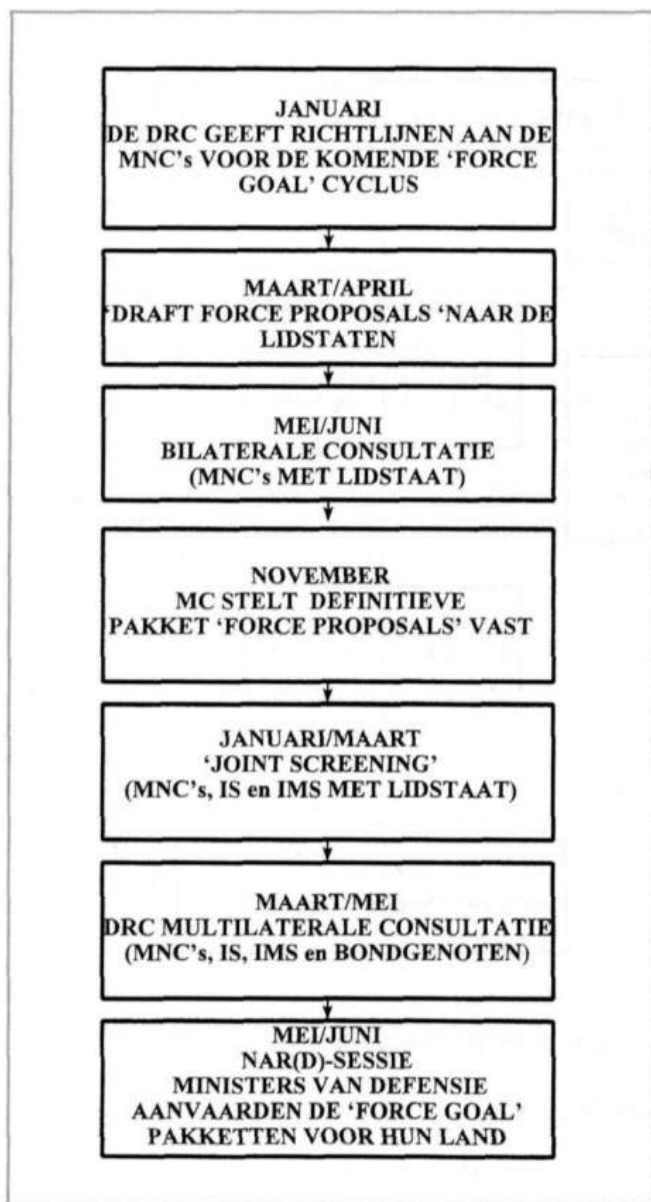 JANUARI
DE DRC GEEFT RICHTLIJNEN AAN DE
MNC's VOOR DE KOMENDE ‘FORCE
GOAL’ CYCLUS
MAART/APRIL
‘DRAFT FORCE PROPOSALS ‘NAAR DE
LIDSTATEN
MEI/JUNI
BILATERALE CONSULTATIE
(MNC's MET LIDSTAAT)
NOVEMBER
MC STELT DEFINITIEVE
PAKKET ‘FORCE PROPOSALS’ VAST
JANUARI/MAART
‘JOINT SCREENING’
(MNC's, IS en IMS MET LIDSTAAT)
MAART/MEI
DRC MULTILATERALE CONSULTATIE
(MNC's, IS, IMS en BONDGENOTEN)
MEI/JUNI
NAR(D)-SESSIE
MINISTERS VAN DEFENSIE
AANVAARDEN DE ‘FORCE GOAL’
PAKKETTEN VOOR HUN LAND